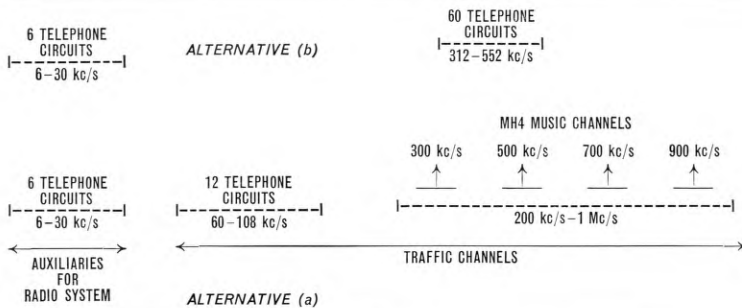 6 TELEPHONE
CIRCUITS
6–30 kc/s
ALTERNATIVE (b)
60 TELEPHONE
CIRCUITS
312–552 kc/s
MH4 MUSIC CHANNELS
300 kc/s 500 kc/s 700 kc/s 900 kc/s
6 TELEPHONE
CIRCUITS
6–30 kc/s
12 TELEPHONE
CIRCUITS
60–108 kc/s
200 kc/s–1 Mc/s
AUXILIARIES
FOR
RADIO SYSTEM
TRAFFIC CHANNELS
ALTERNATIVE (a)